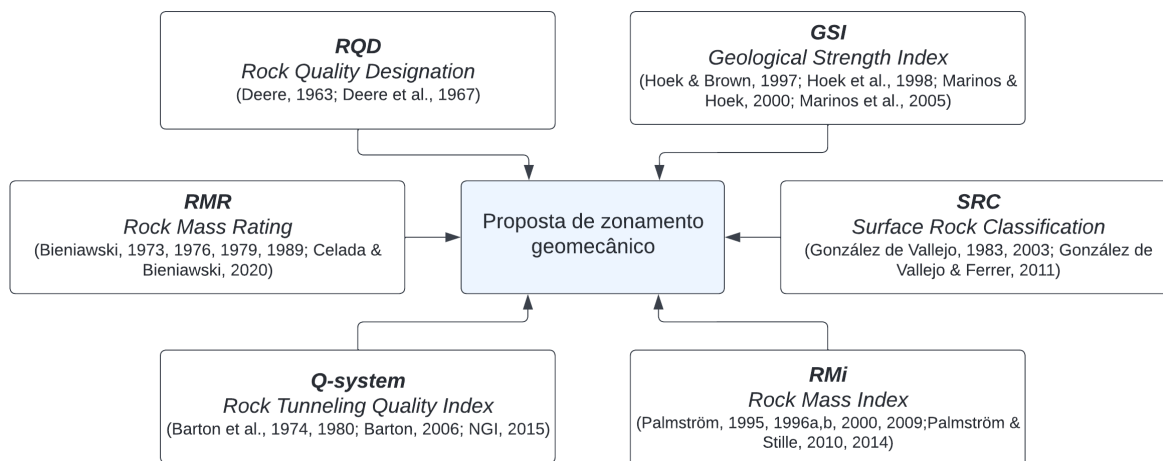 RQD
Rock Quality Designation
(Deere, 1963; Deere et al., 1967)
GSI
Geological Strength Index
(Hoek & Brown, 1997; Hoek et al., 1998; Marinos &
Hoek, 2000; Marinos et al., 2005)
RMR
Rock Mass Rating
(Bieniawski, 1973, 1976, 1979, 1989; Celada &
Bieniawski, 2020)
Proposta de zonamento
geomecânico
SRC
Surface Rock Classification
(González de Vallejo, 1983, 2003; González de
Vallejo & Ferrer, 2011)
Q-system
Rock Tunneling Quality Index
(Barton et al., 1974, 1980; Barton, 2006; NGI, 2015)
RMi
Rock Mass Index
(Palmström, 1995, 1996a,b, 2000, 2009;Palmström &
Stille, 2010, 2014)